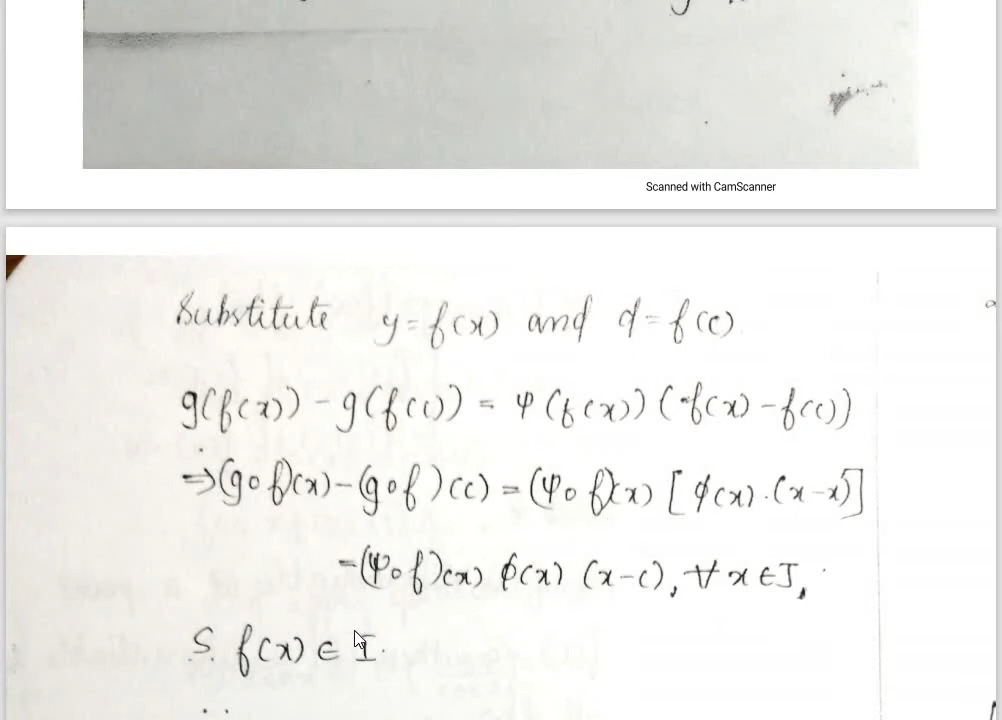 Scanned with CamScanner
Substitute y = f(x) and d = f(c)
g(f(x)) - g(f(c)) = ψ(f(x)) (f(x) - f(c))
⇒ (g∘f)(x) - (g∘f)(c) = (ψ∘f)(x) [ϕ(x)·(x-x)]
= (ψ∘f)(x) ϕ(x) (x-c), ∀ x ∈ J,
S. f(x) ∈ I.